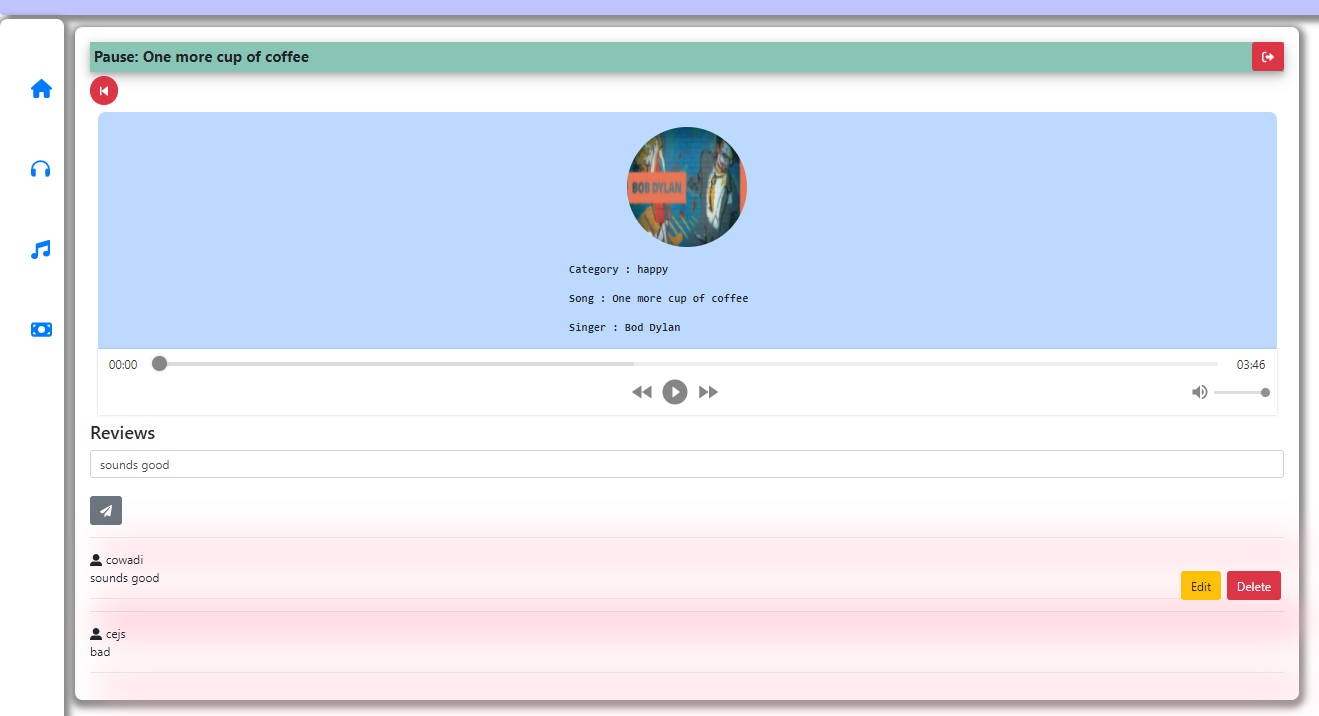 Pause: One more cup of coffee
BOB DYLAN
Category : happy
Song : One more cup of coffee
Singer : Bod Dylan
00:00
03:46
Reviews
sounds good
cowadi
sounds good
Edit
Delete
cejs
bad